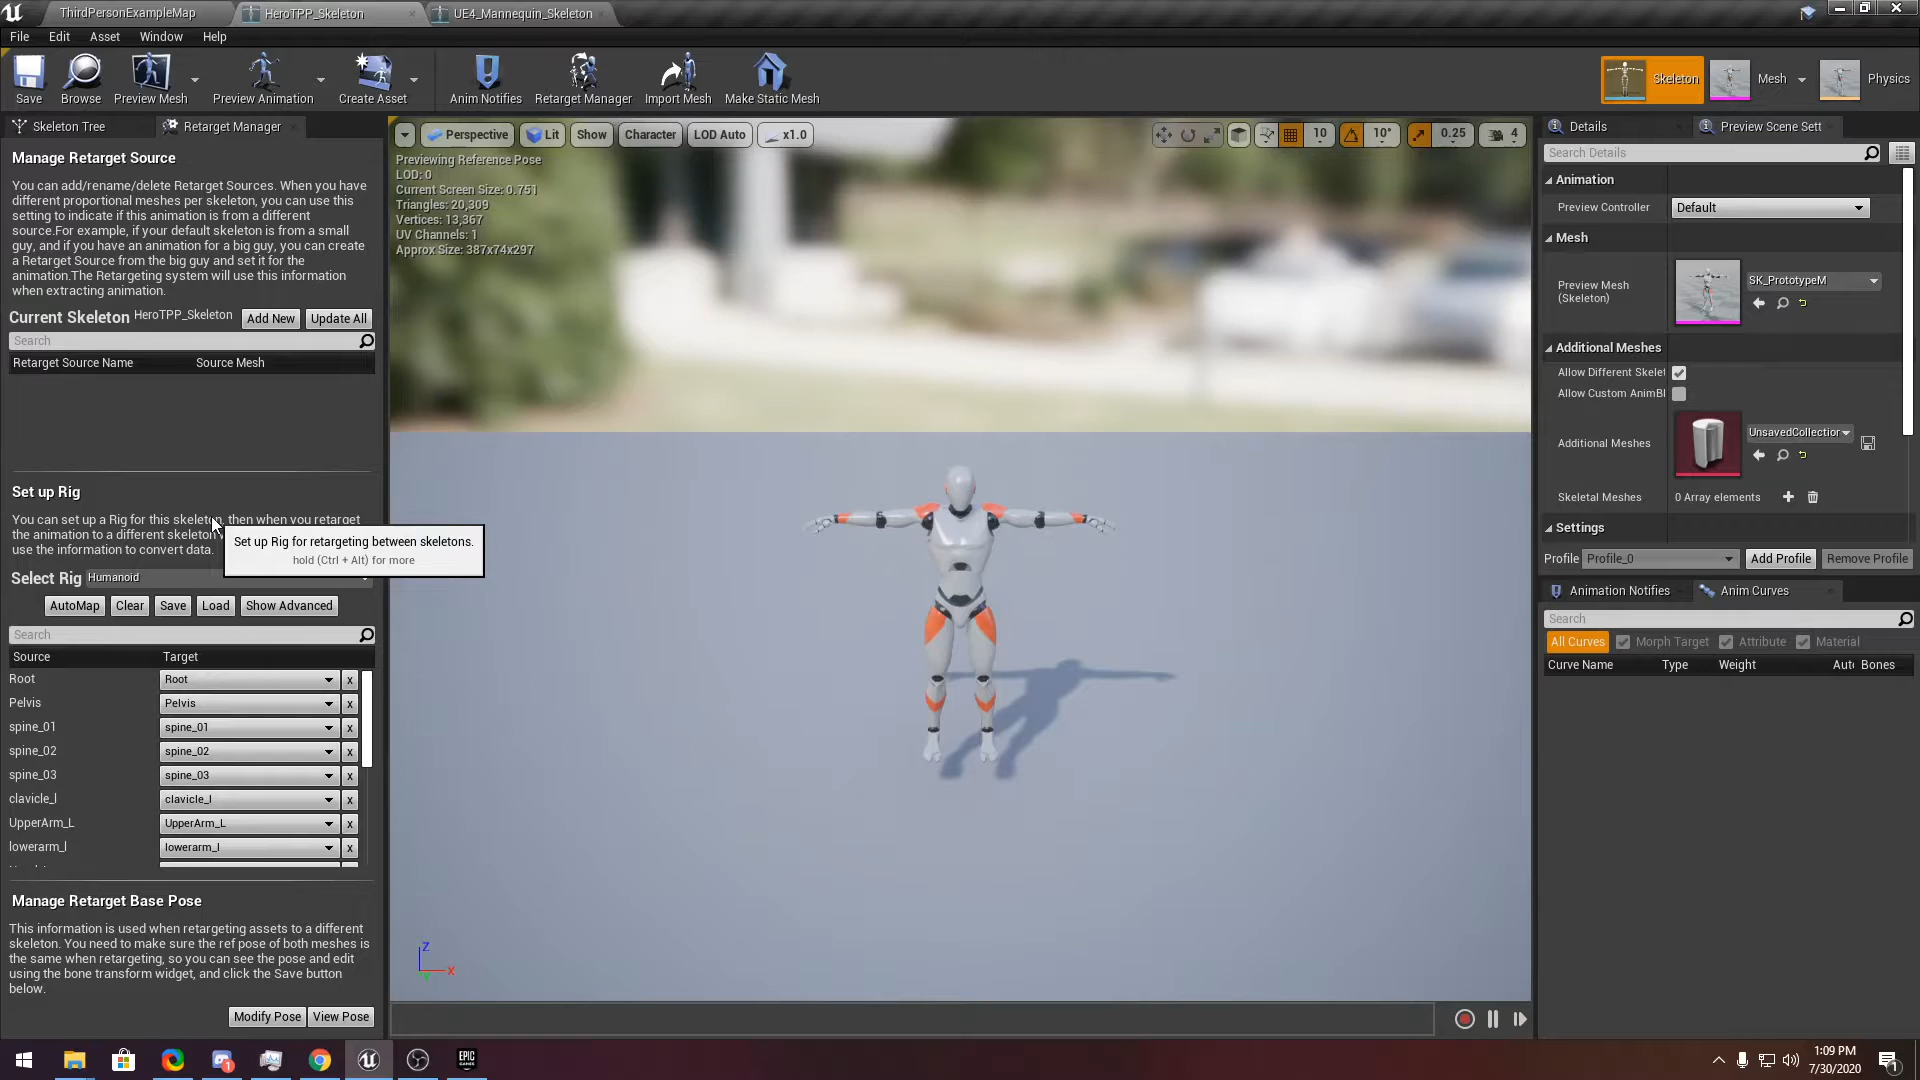 ThirdPersonExampleMap
HeroTPP_Skeleton
UE4_Mannequin_Skeleton
File Edit Asset Window Help
Save
Browse
Preview Mesh
Preview Animation
Create Asset
Anim Notifies
Retarget Manager
Import Mesh
Make Static Mesh
Skeleton
Mesh
Physics
Skeleton Tree
Retarget Manager
Manage Retarget Source
You can add/rename/delete Retarget Sources. When you have
different proportional meshes per skeleton, you can use this
setting to indicate if this animation is from a different
source.For example, if your default skeleton is from a small
guy, and if you have an animation for a big guy, you can create
a Retarget Source from the big guy and set it for the
animation.The Retargeting system will use this information
when extracting animation.
Current Skeleton HeroTPP_Skeleton Add New Update All
Search
Retarget Source Name Source Mesh
Set up Rig
You can set up a Rig for this skeleton, then when you retarget
the animation to a different skeleton
use the information to convert data.
Set up Rig for retargeting between skeletons.
hold (Ctrl + Alt) for more
Select Rig Humanoid
AutoMap Clear Save Load Show Advanced
Search
Source Target
Root Root x
Pelvis Pelvis x
spine_01 spine_01 x
spine_02 spine_02 x
spine_03 spine_03 x
clavicle_l clavicle_l x
UpperArm_L UpperArm_L x
lowerarm_l lowerarm_l x
Manage Retarget Base Pose
This information is used when retargeting assets to a different
skeleton. You need to make sure the ref pose of both meshes is
the same when retargeting, so you can see the pose and edit
using the bone transform widget, and click the Save button
below.
Modify Pose View Pose
Perspective Lit Show Character LOD Auto x1.0
10 10° 0.25 4
Previewing Reference Pose
LOD: 0
Current Screen Size: 0.751
Triangles: 20,309
Vertices: 13,367
UV Channels: 1
Approx Size: 387x74x297
Z
X
Y
Details
Preview Scene Sett
Search Details
Animation
Preview Controller Default
Mesh
Preview Mesh
(Skeleton)
SK_PrototypeM
Additional Meshes
Allow Different Skelet
Allow Custom AnimBl
Additional Meshes
UnsavedCollection
Skeletal Meshes 0 Array elements
Settings
Profile Profile_0 Add Profile Remove Profile
Animation Notifies
Anim Curves
Search
All Curves Morph Target Attribute Material
Curve Name Type Weight Aut Bones
EPIC
GAMES
1
1:09 PM
7/30/2020
1